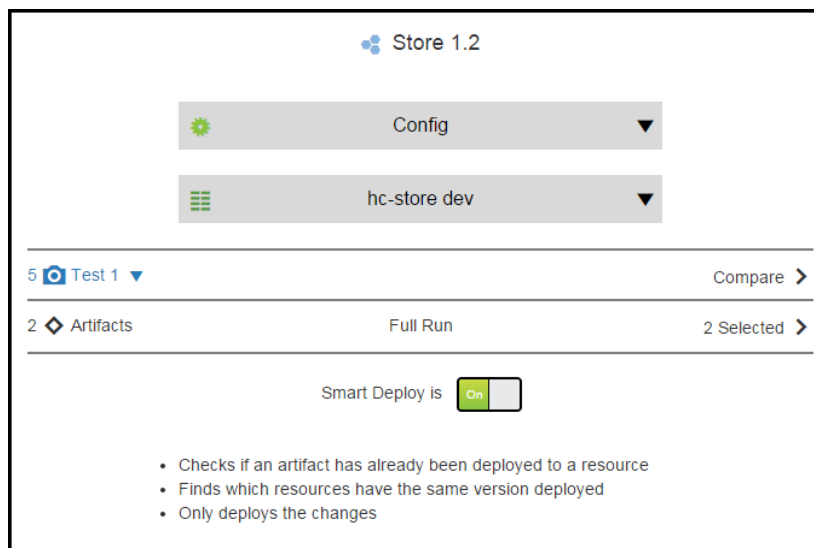 Store 1.2
Config
hc-store dev
5 Test 1 Compare
2 Artifacts Full Run 2 Selected
Smart Deploy is On
Checks if an artifact has already been deployed to a resource
Finds which resources have the same version deployed
Only deploys the changes